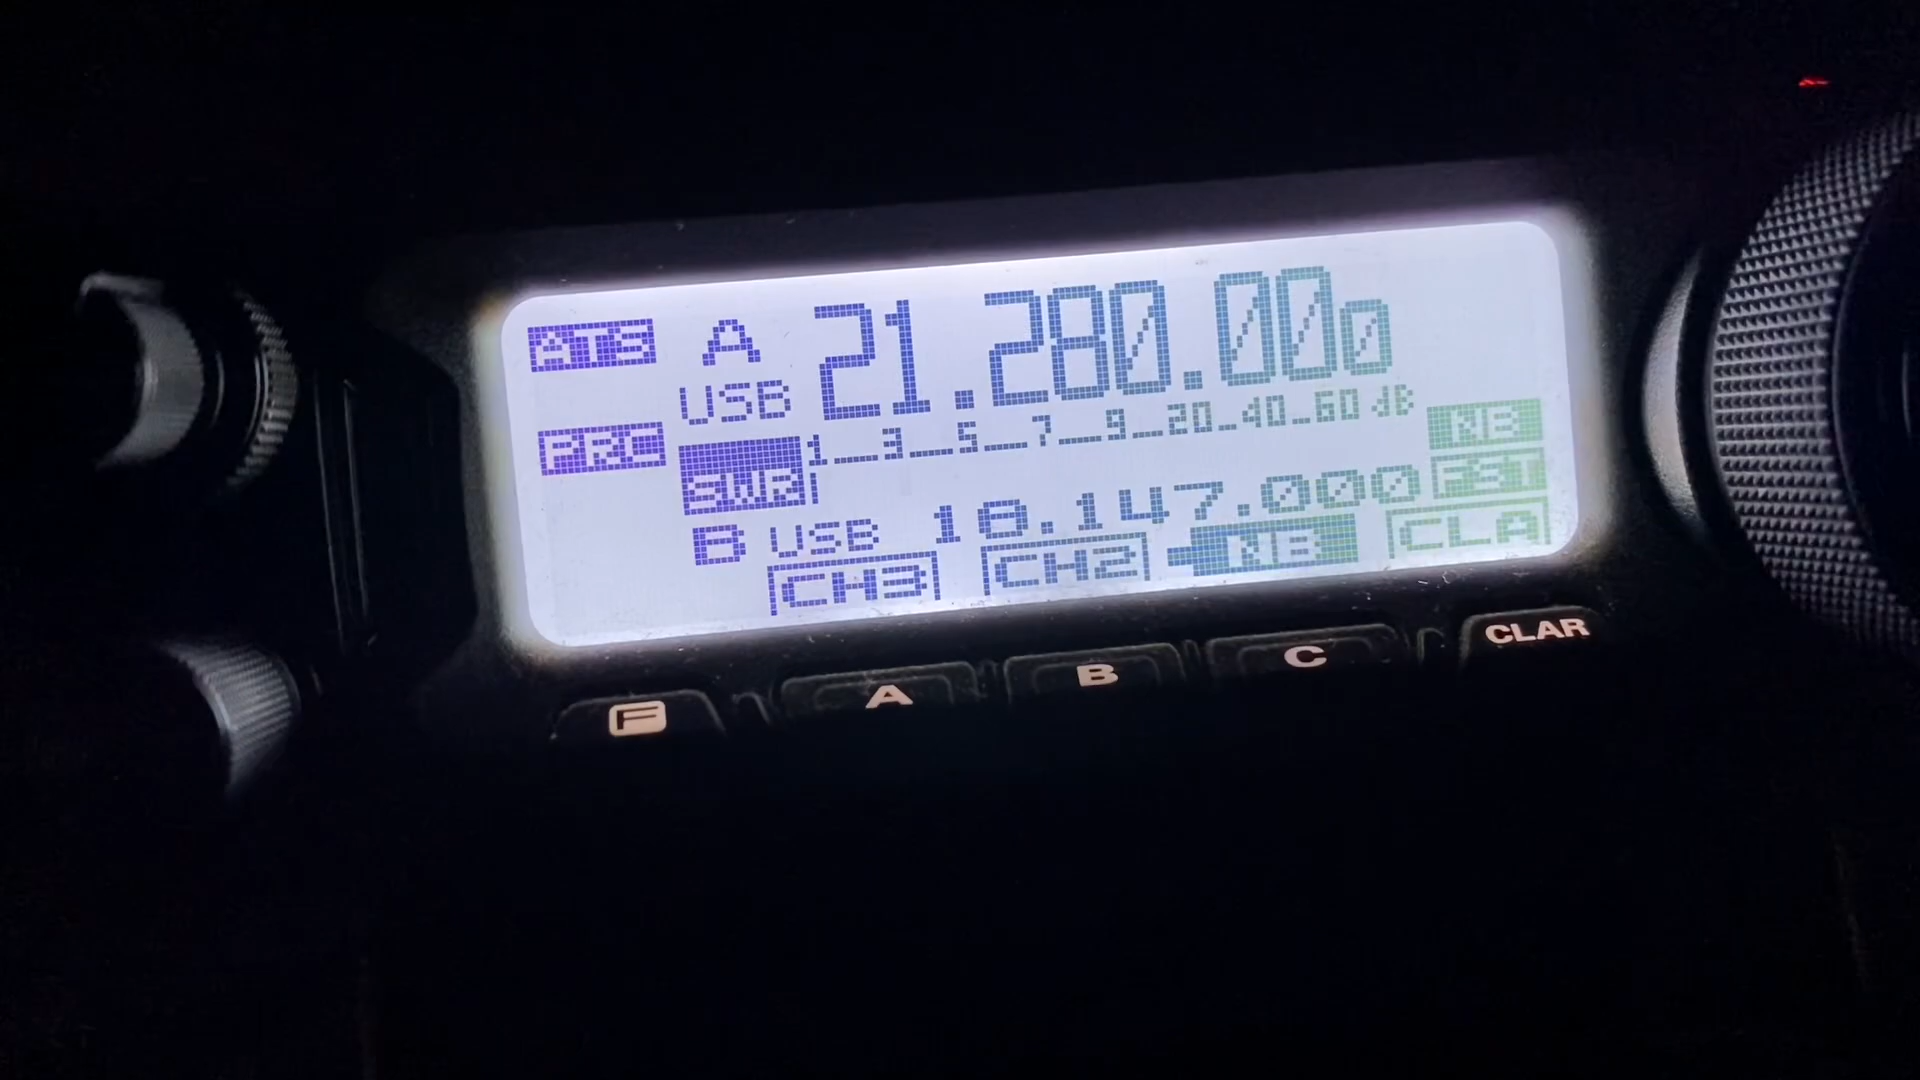 ATS A 21.280.000
USB
1 3 5 7 9 20 40 60 dB NB
PRC
SWR FST
B USB 18.147.000
CH3 CH2 NB CLA
F A B C CLAR